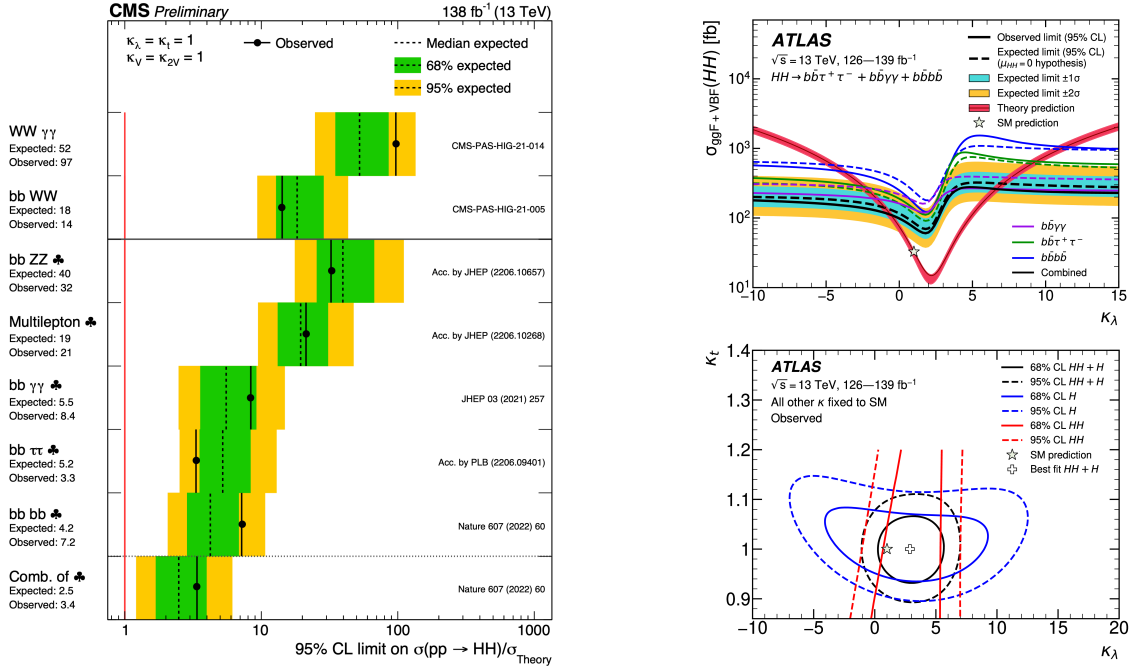 CMS Preliminary 138 fb⁻¹ (13 TeV)
κλ = κt = 1
κV = κ2V = 1
Observed
Median expected
68% expected
95% expected
WW γγ
Expected: 52
Observed: 97
CMS-PAS-HIG-21-014
bb WW
Expected: 18
Observed: 14
CMS-PAS-HIG-21-005
bb ZZ ♣
Expected: 40
Observed: 32
Acc. by JHEP (2206.10657)
Multilepton ♣
Expected: 19
Observed: 21
Acc. by JHEP (2206.10268)
bb γγ ♣
Expected: 5.5
Observed: 8.4
JHEP 03 (2021) 257
bb ττ ♣
Expected: 5.2
Observed: 3.3
Acc. by PLB (2206.09401)
bb bb ♣
Expected: 4.2
Observed: 7.2
Nature 607 (2022) 60
Comb. of ♣
Expected: 2.5
Observed: 3.4
Nature 607 (2022) 60
1 10 100 1000
95% CL limit on σ(pp → HH)/σTheory
σggF + VBF(HH) [fb]
ATLAS
√s = 13 TeV, 126—139 fb⁻¹
HH → bb̄τ⁺τ⁻ + bb̄γγ + bb̄bb̄
Observed limit (95% CL)
Expected limit (95% CL)
(μHH = 0 hypothesis)
Expected limit ±1σ
Expected limit ±2σ
Theory prediction
SM prediction
10⁴
10³
10²
10¹
bb̄γγ
bb̄τ⁺τ⁻
bb̄bb̄
Combined
−10 −5 0 5 10 15
κλ
κt
ATLAS
√s = 13 TeV, 126—139 fb⁻¹
All other κ fixed to SM
Observed
68% CL HH + H
95% CL HH + H
68% CL H
95% CL H
68% CL HH
95% CL HH
SM prediction
Best fit HH + H
1.4
1.3
1.2
1.1
1.0
0.9
−10 −5 0 5 10 15 20
κλ